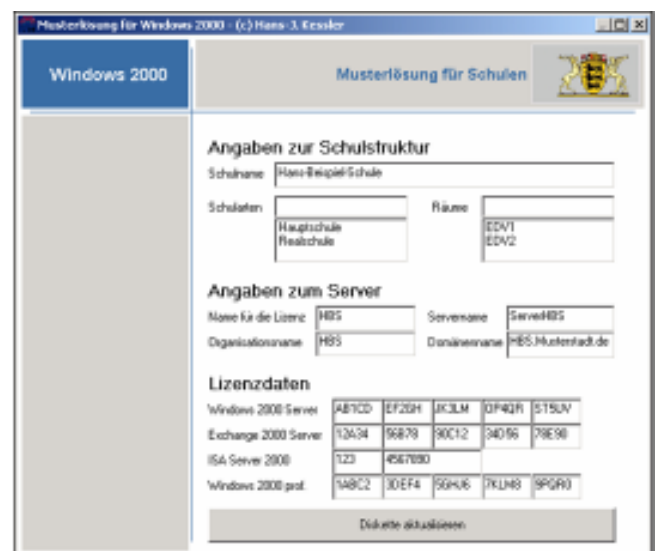 Musterlösung für Windows 2000 - (c) Hans-J. Kessler
Windows 2000
Musterlösung für Schulen
Angaben zur Schulstruktur
Schulname Hans-Beispiel-Schule
Schularten Räume
Hauptschule EDV1
Realschule EDV2
Angaben zum Server
Name für die Lizenz HBS Servername ServerHBS
Organisationsname HBS Domänenname HBS.Musterstadt.de
Lizenzdaten
Windows 2000 Server AB1CD EF2GH JK3LM OP4QR ST5UV
Exchange 2000 Server 12A34 56B78 90C12 34D56 78E90
ISA Server 2000 123 4567890
Windows 2000 prof. 1ABC2 3DEF4 5GHJ6 7KLM8 9PQR0
Diskette aktualisieren